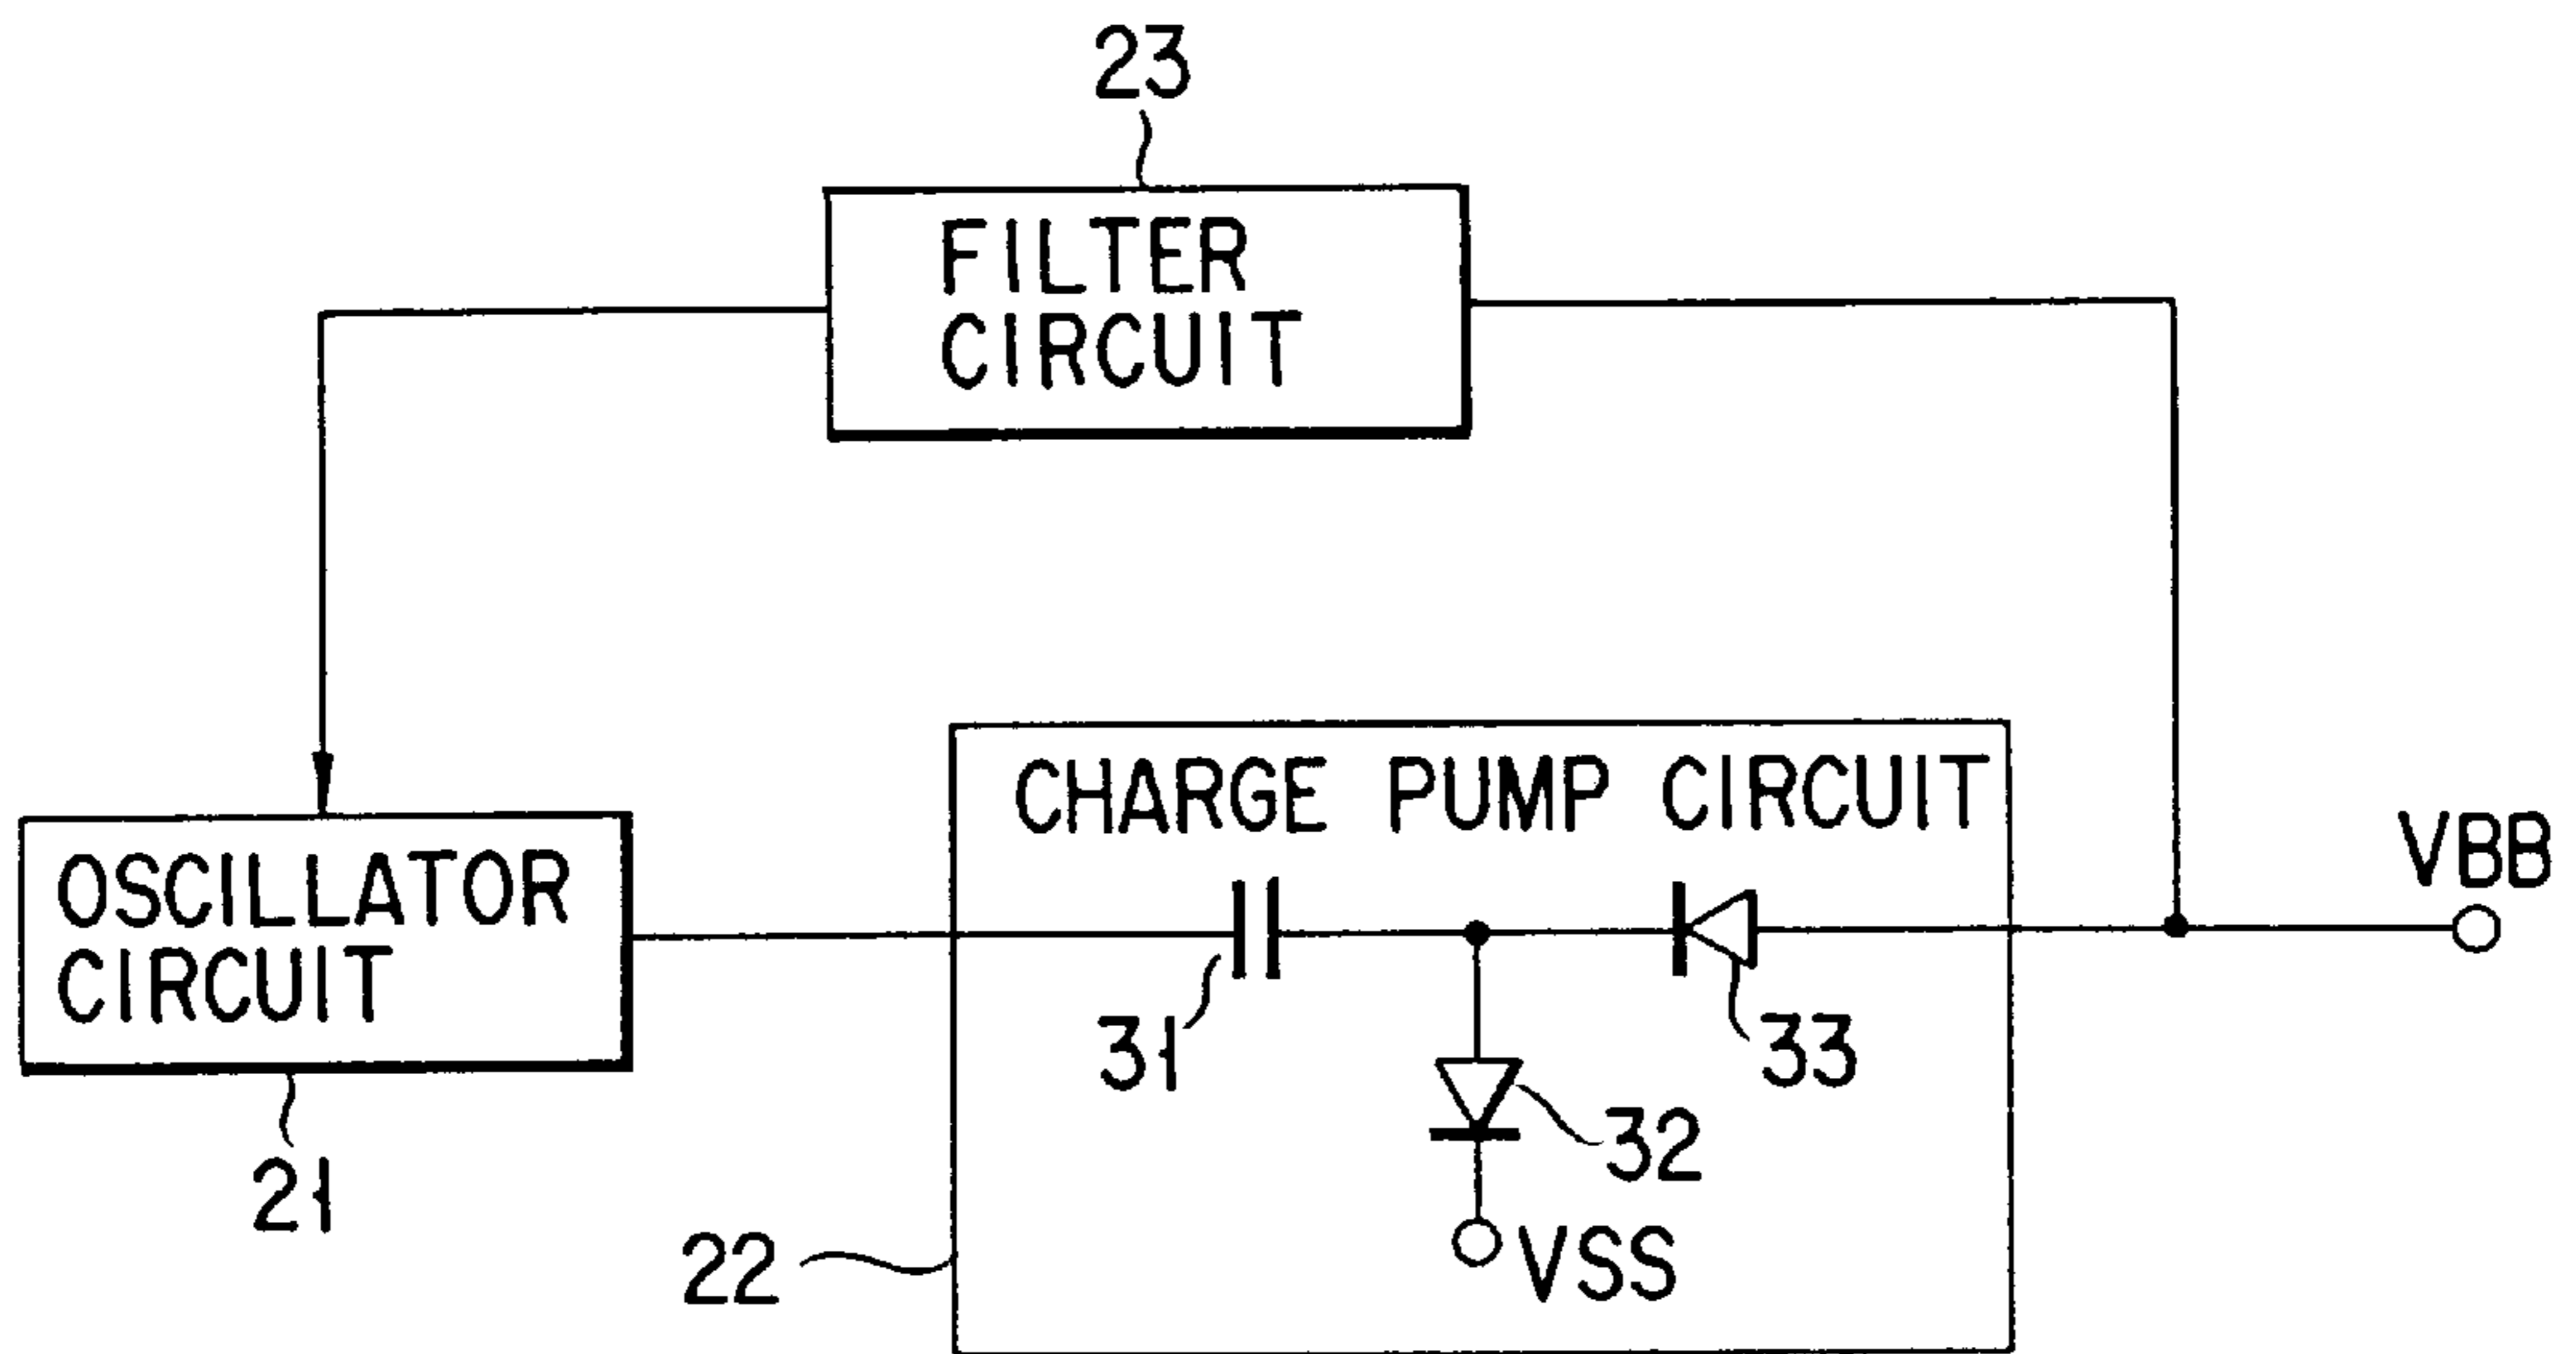 23
FILTER
CIRCUIT
CHARGE PUMP CIRCUIT
VBB
OSCILLATOR
CIRCUIT
31
33
32
21
22
VSS